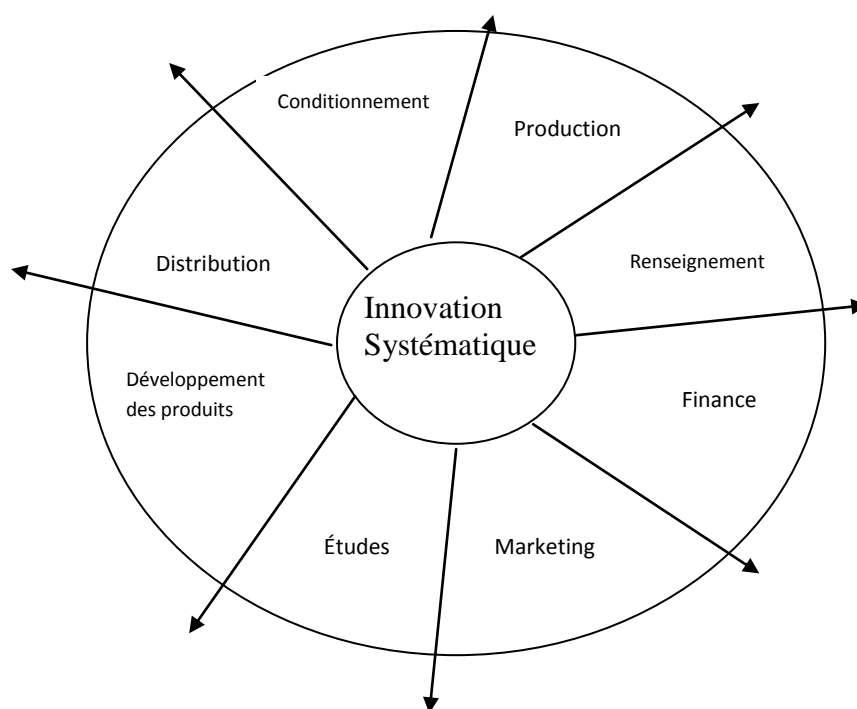 Conditionnement
Production
Distribution
Renseignement
Innovation
Systématique
Développement
des produits
Finance
Études
Marketing